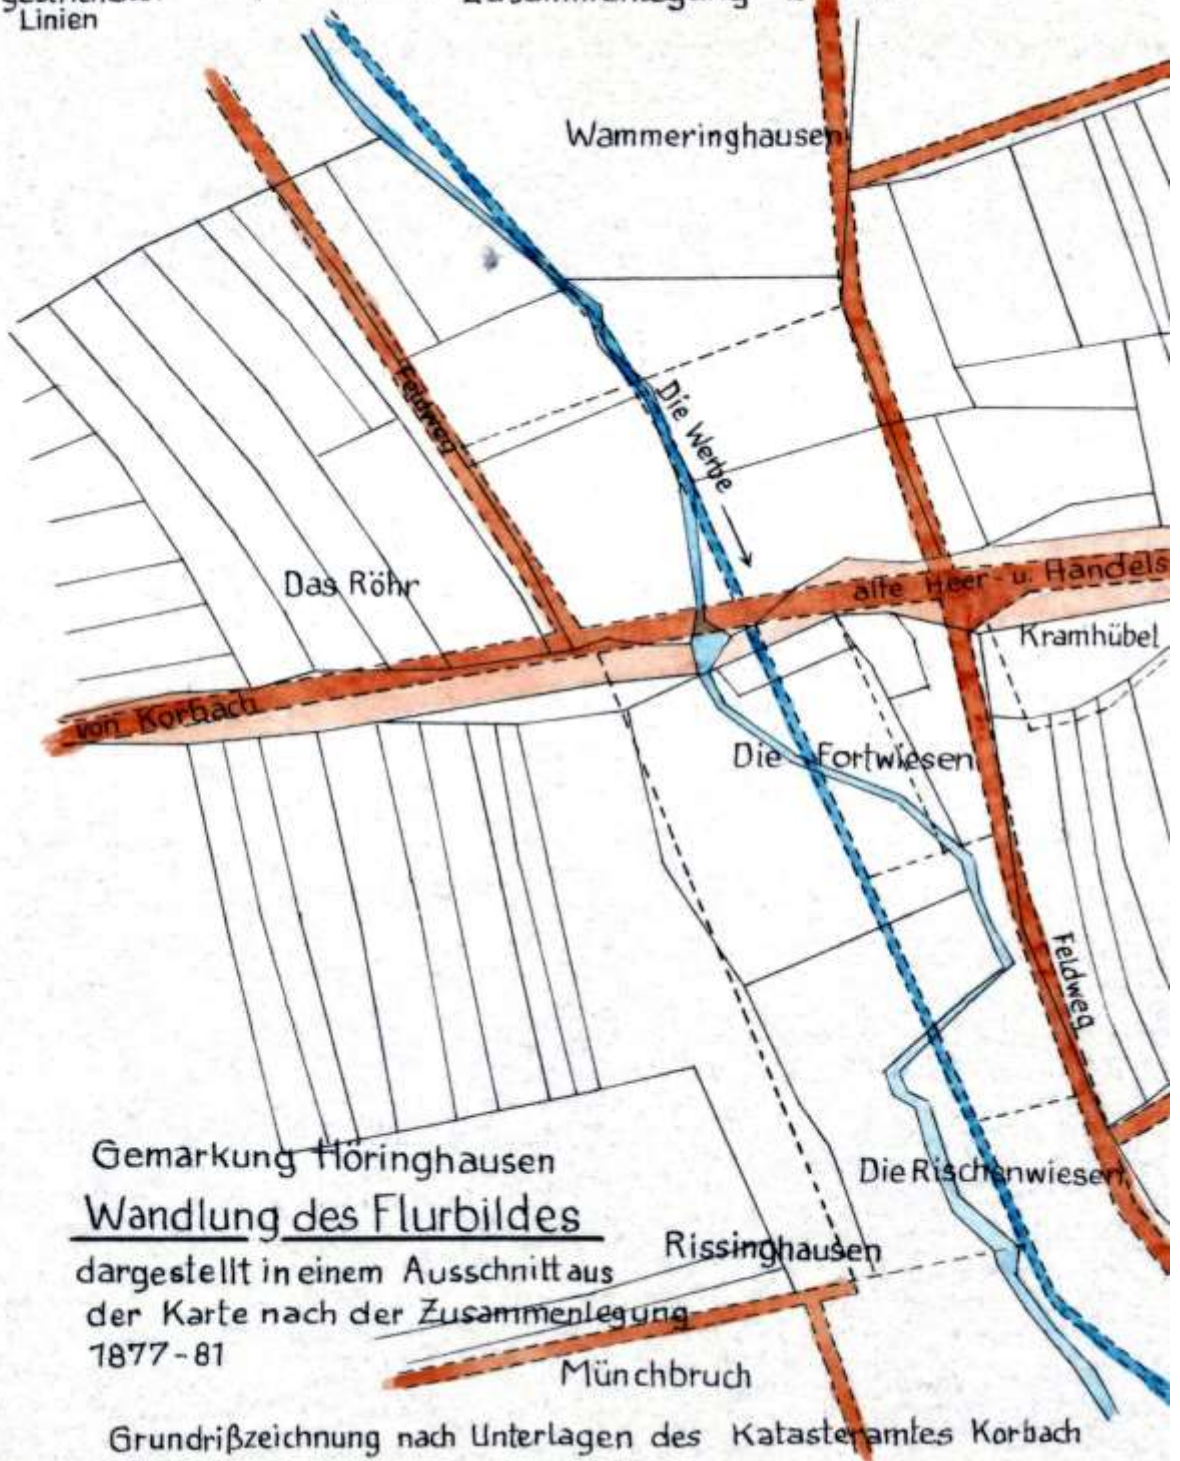 Linien
Wammeringhausen
Feldweg
Die Werbe
Das Röhr
alte Heer- u. Handels
Kramhübel
von Korbach
Die Fortwiesen
Feldweg
Gemarkung Höringhausen
Wandlung des Flurbildes
dargestellt in einem Ausschnitt aus
der Karte nach der Zusammenlegung
1877-81
Die Rischenwiesen
Rissinghausen
Münchbruch
Grundrißzeichnung nach Unterlagen des Katasteramtes Korbach